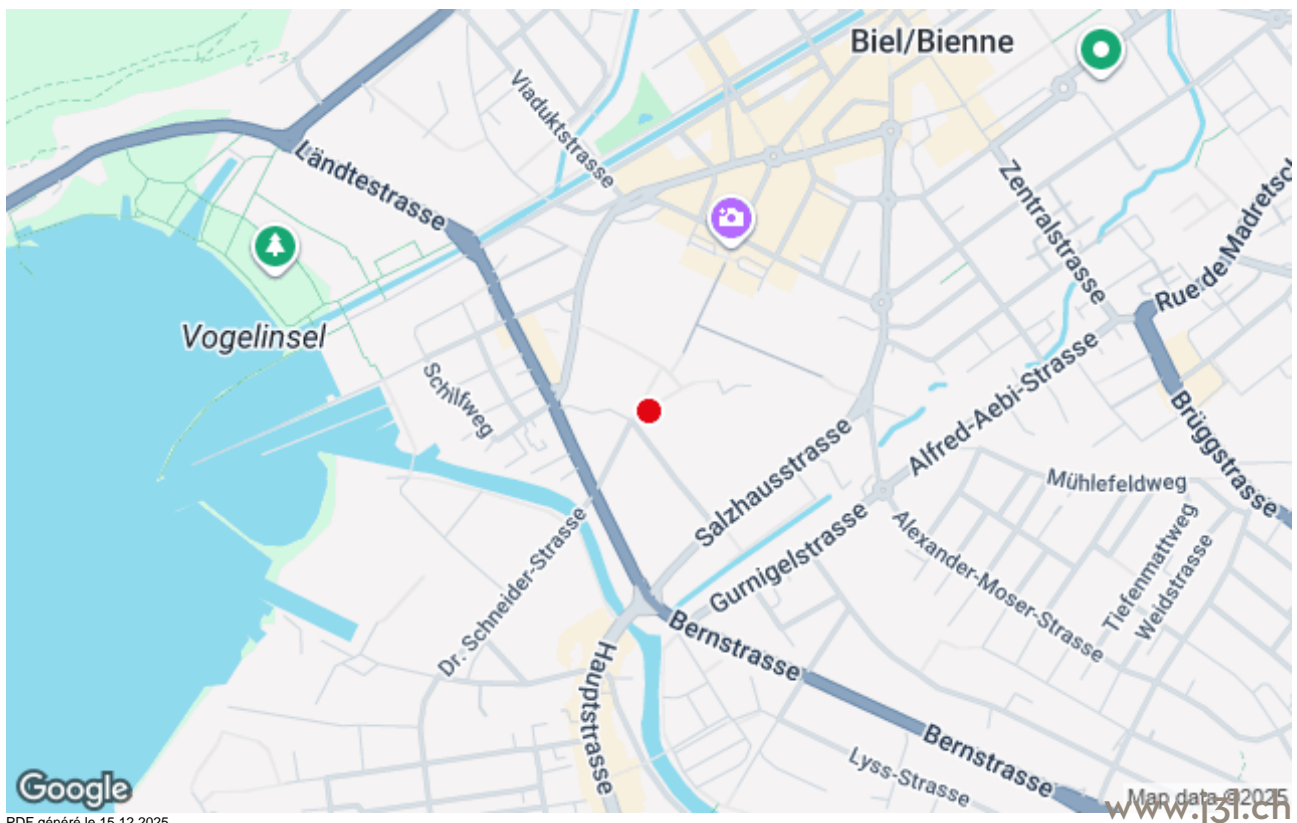 Biel/Bienne
Viaduktstrasse
Ländtestrasse
Zentralstrasse
Rue de Madretsch
Vogelinsel
Schilfweg
Alfred-Aebi-Strasse
Brüggstrasse
Salzhausstrasse
Mühlefeldweg
Gurnigelstrasse
Alexander-Moser-Strasse
Tiefenmattweg
Weidstrasse
Dr. Schneider-Strasse
Bernstrasse
Hauptstrasse
Bernstrasse
Lyss-Strasse
Google
Map data ©2025
www.j3l.ch
PDF généré le 15.12.2025